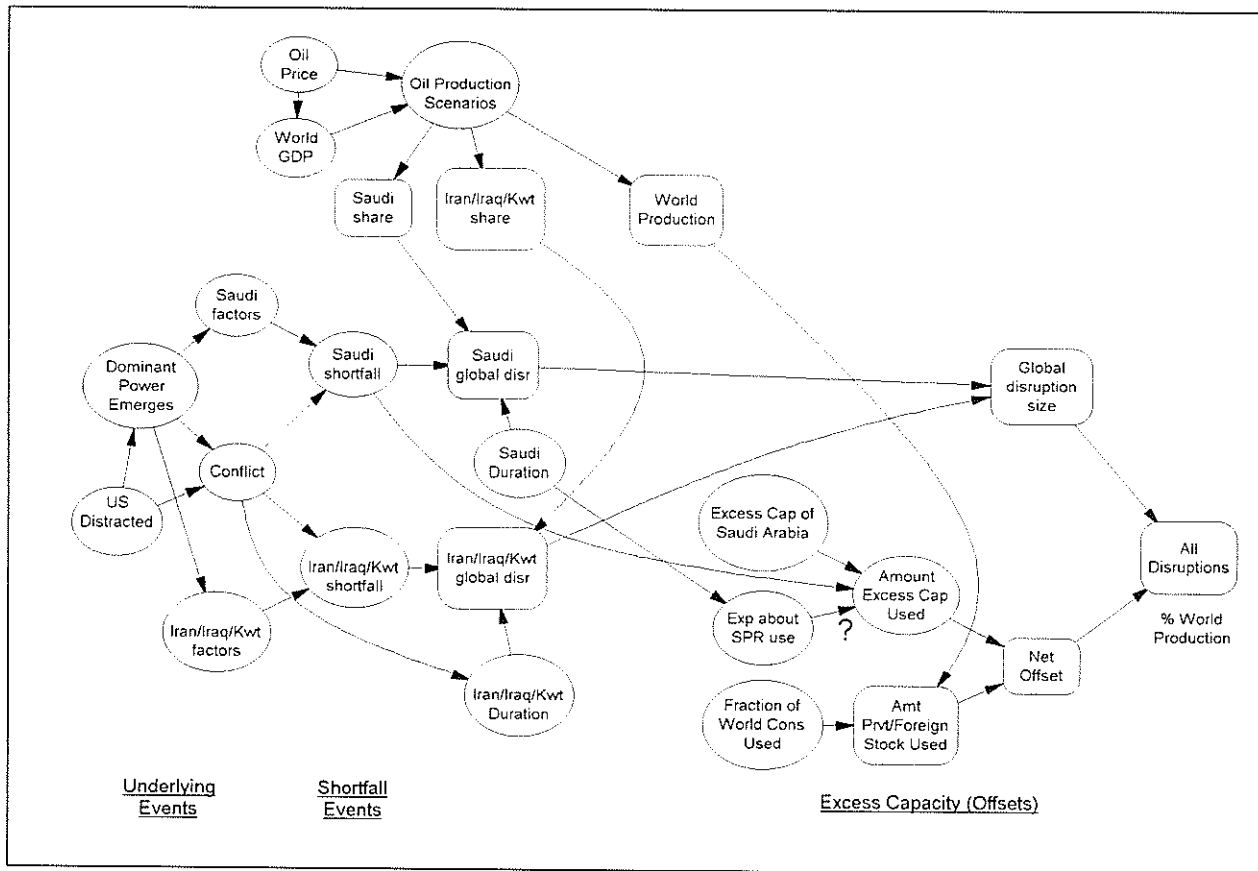 Oil
Price
Oil Production
Scenarios
World
GDP
Saudi
share
Iran/Iraq/Kwt
share
World
Production
Saudi
factors
Dominant
Power
Emerges
Saudi
shortfall
Saudi
global disr
Global
disruption
size
Conflict
Saudi
Duration
US
Distracted
Excess Cap of
Saudi Arabia
Iran/Iraq/Kwt
shortfall
Iran/Iraq/Kwt
global disr
Amount
Excess Cap
Used
All
Disruptions
Exp about
SPR use
?
% World
Production
Iran/Iraq/Kwt
factors
Net
Offset
Iran/Iraq/Kwt
Duration
Fraction of
World Cons
Used
Amt
Prvt/Foreign
Stock Used
Underlying
Events
Shortfall
Events
Excess Capacity (Offsets)